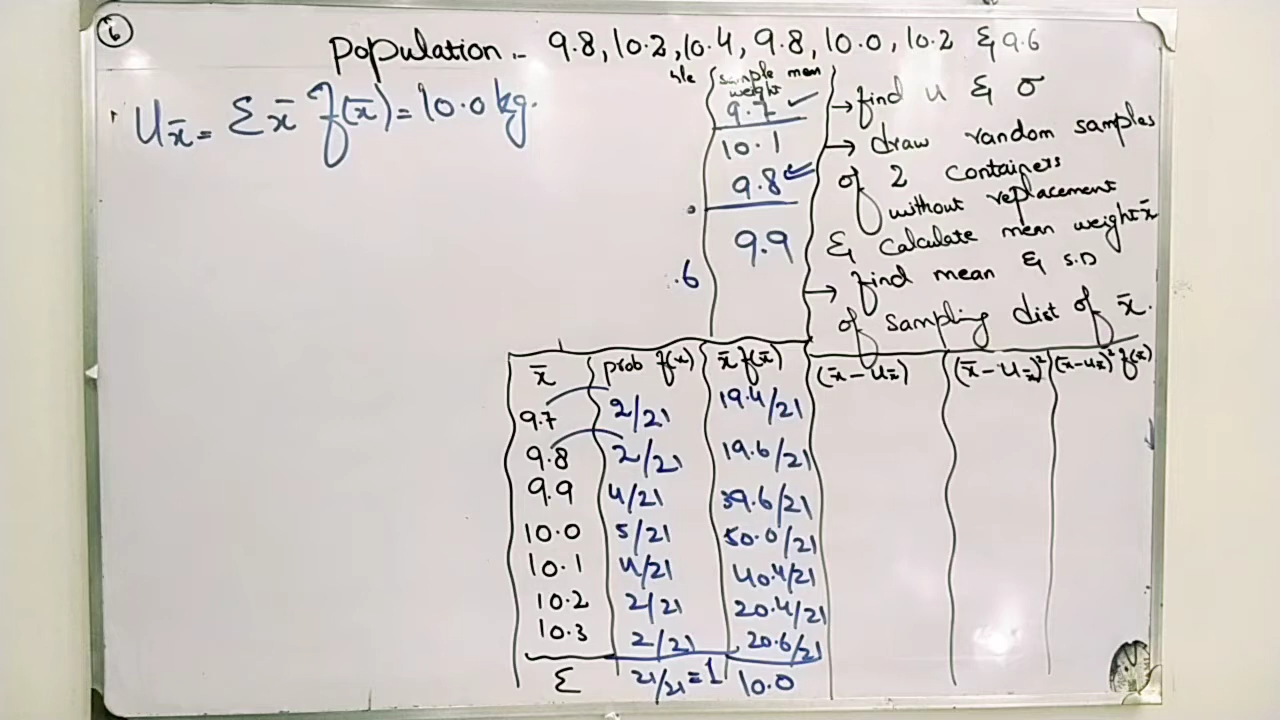 6
Population - 9.8, 10.2, 10.4, 9.8, 10.0, 10.2 & 9.6
Ux̄ = Σx̄ f(x̄) = 10.0 kg.
sample mean
weight
9.7
10.1
9.8
9.9
.6
→ find u & σ
→ draw random samples
of 2 containers
without replacement
& calculate mean weight x̄
→ find mean & S.D
of sampling dist of x̄.
x̄ prob f(x) x̄ f(x̄) (x̄ - Ux̄) (x̄ - Ux̄)² (x̄ - Ux̄)² f(x̄)
9.7 2/21 19.4/21
9.8 2/21 19.6/21
9.9 4/21 39.6/21
10.0 5/21 50.0/21
10.1 4/21 40.4/21
10.2 2/21 20.4/21
10.3 2/21 20.6/21
Σ 21/21 = 1 10.0